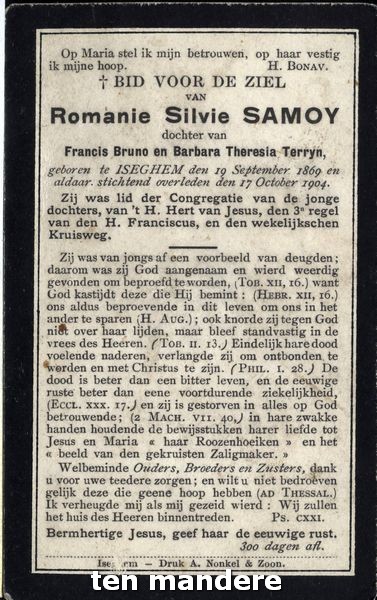 Op Maria stel ik mijn betrouwen, op haar vestig
ik mijne hoop. H. BONAV.
† BID VOOR DE ZIEL
VAN
Romanie Silvie SAMOY
dochter van
Francis Bruno en Barbara Theresia Terryn,
geboren te ISEGHEM den 19 September 1869 en
aldaar stichtend overleden den 17 October 1904.
Zij was lid der Congregatie van de jonge
dochters, van 't H. Hert van Jesus, den 3e regel
van den H. Franciscus, en den wekelijkschen
Kruisweg.
Zij was van jongs af een voorbeeld van deugden;
daarom was zij God aangenaam en wierd weerdig
gevonden om beproefd te worden, (TOB. XII, 16.) want
God kastijdt deze die Hij bemint : (HEBR. XII, 16.)
ons aldus beproevende in dit leven om ons in het
ander te sparen (H. AUG.) ; ook knorde zij tegen God
niet over haar lijden, maar bleef standvastig in de
vrees des Heeren. (TOB. II. 13.) Eindelijk hare dood
voelende naderen, verlangde zij om ontbonden te
worden en met Christus te zijn. (PHIL. I. 28.) De
dood is beter dan een bitter leven, en de eeuwige
ruste beter dan eene voortdurende ziekelijkheid,
(ECCL. XXX. 17.) en zij is gestorven in alles op God
betrouwende; (2 MACH. VII. 40,) in hare zwakke
handen houdende de bewijsstukken harer liefde tot
Jesus en Maria « haar Roozenhoeiken » en het
« beeld van den gekruisten Zaligmaker. »
Welbeminde Ouders, Broeders en Zusters, dank
u voor uwe teedere zorgen; en wilt u niet bedroeven
gelijk deze die geene hoop hebben (AD THESSAL.)
Ik verheugde mij als mij gezeid wierd : Wij zullen
het huis des Heeren binnentreden. Ps. CXXI.
Bermhertige Jesus, geef haar de eeuwige rust.
300 dagen afl.
Iseghem — Druk A. Nonkel & Zoon.
ten mandere